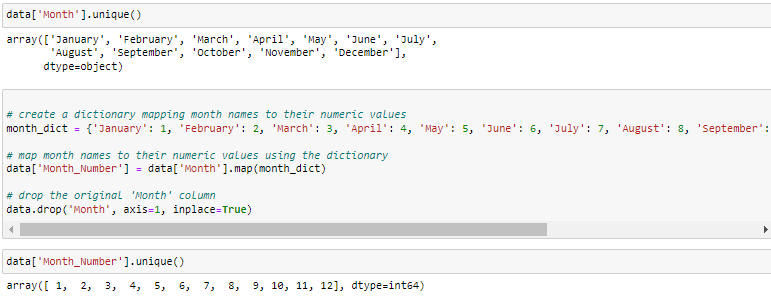 data['Month'].unique()
array(['January', 'February', 'March', 'April', 'May', 'June', 'July',
       'August', 'September', 'October', 'November', 'December'],
      dtype=object)
# create a dictionary mapping month names to their numeric values
month_dict = {'January': 1, 'February': 2, 'March': 3, 'April': 4, 'May': 5, 'June': 6, 'July': 7, 'August': 8, 'September':
# map month names to their numeric values using the dictionary
data['Month_Number'] = data['Month'].map(month_dict)
# drop the original 'Month' column
data.drop('Month', axis=1, inplace=True)
data['Month_Number'].unique()
array([ 1,  2,  3,  4,  5,  6,  7,  8,  9, 10, 11, 12], dtype=int64)